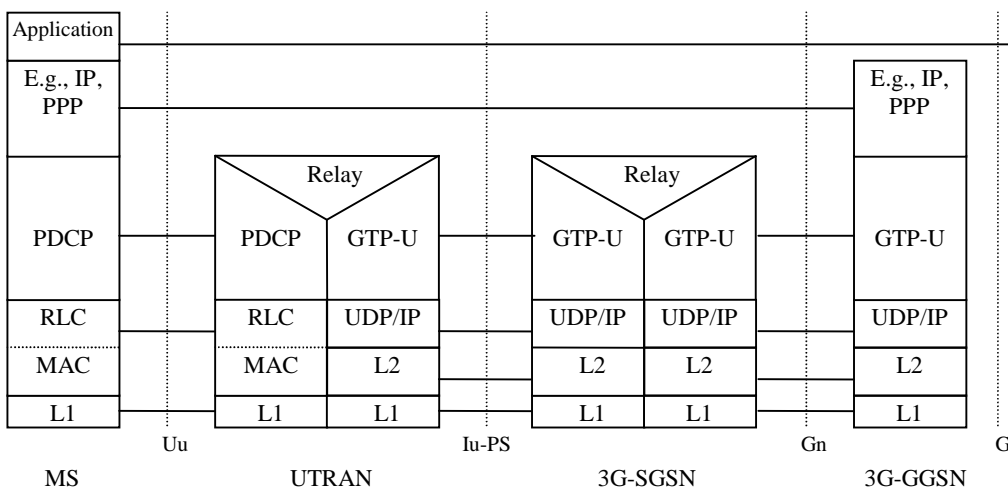 Application
E.g., IP,
PPP
E.g., IP,
PPP
Relay
Relay
PDCP
PDCP
GTP-U
GTP-U
GTP-U
GTP-U
RLC
RLC
UDP/IP
UDP/IP
UDP/IP
UDP/IP
MAC
MAC
L2
L2
L2
L2
L1
L1
L1
L1
L1
L1
Uu
Iu-PS
Gn
MS
UTRAN
3G-SGSN
3G-GGSN